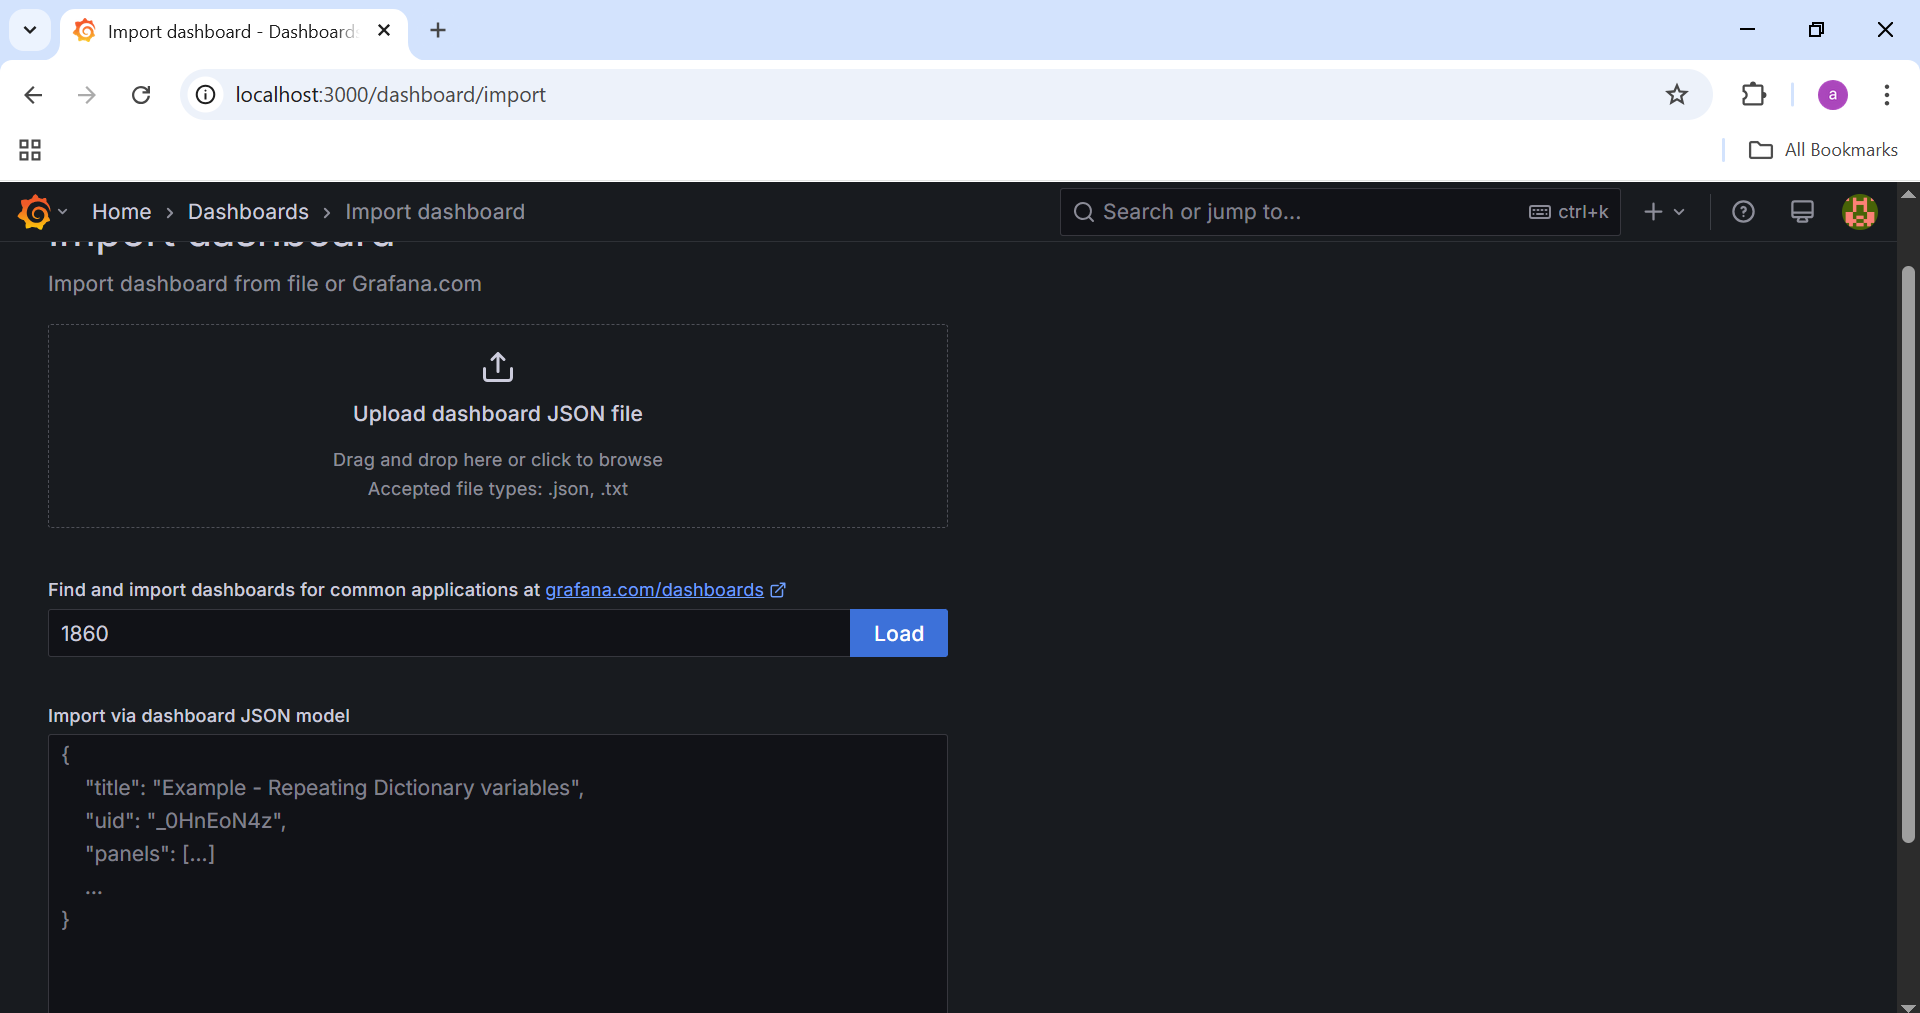 Import dashboard - Dashboards
localhost:3000/dashboard/import
a
All Bookmarks
Home › Dashboards › Import dashboard
Search or jump to...
ctrl+k
Import dashboard
Import dashboard from file or Grafana.com
Upload dashboard JSON file
Drag and drop here or click to browse
Accepted file types: .json, .txt
Find and import dashboards for common applications at grafana.com/dashboards
1860
Load
Import via dashboard JSON model
{
"title": "Example - Repeating Dictionary variables",
"uid": "_0HnEoN4z",
"panels": [...]
...
}